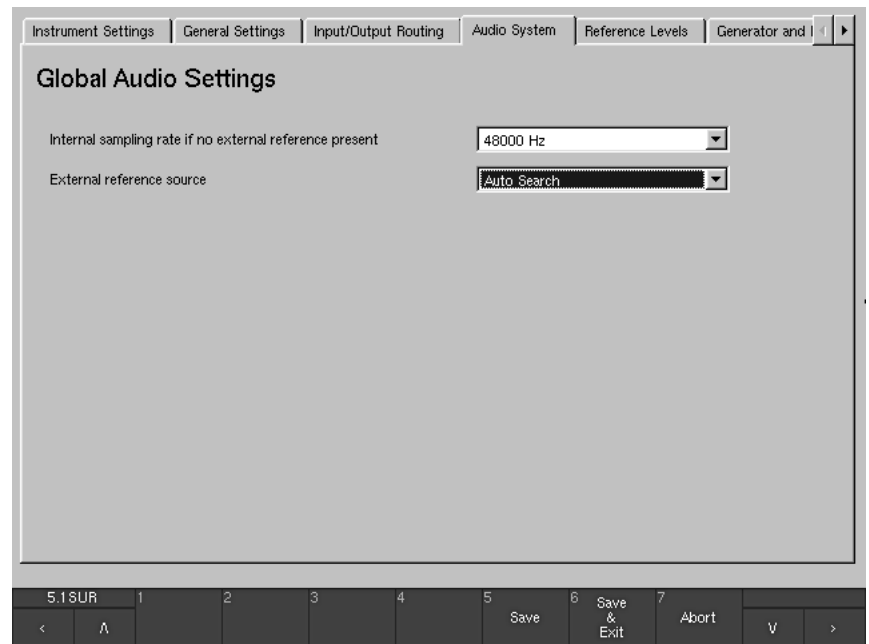 Instrument Settings General Settings Input/Output Routing Audio System Reference Levels Generator and
Global Audio Settings
Internal sampling rate if no external reference present 48000 Hz
External reference source Auto Search
5.1SUR 1 2 3 4 5 6 7
Save Save & Exit Abort
< Λ V >